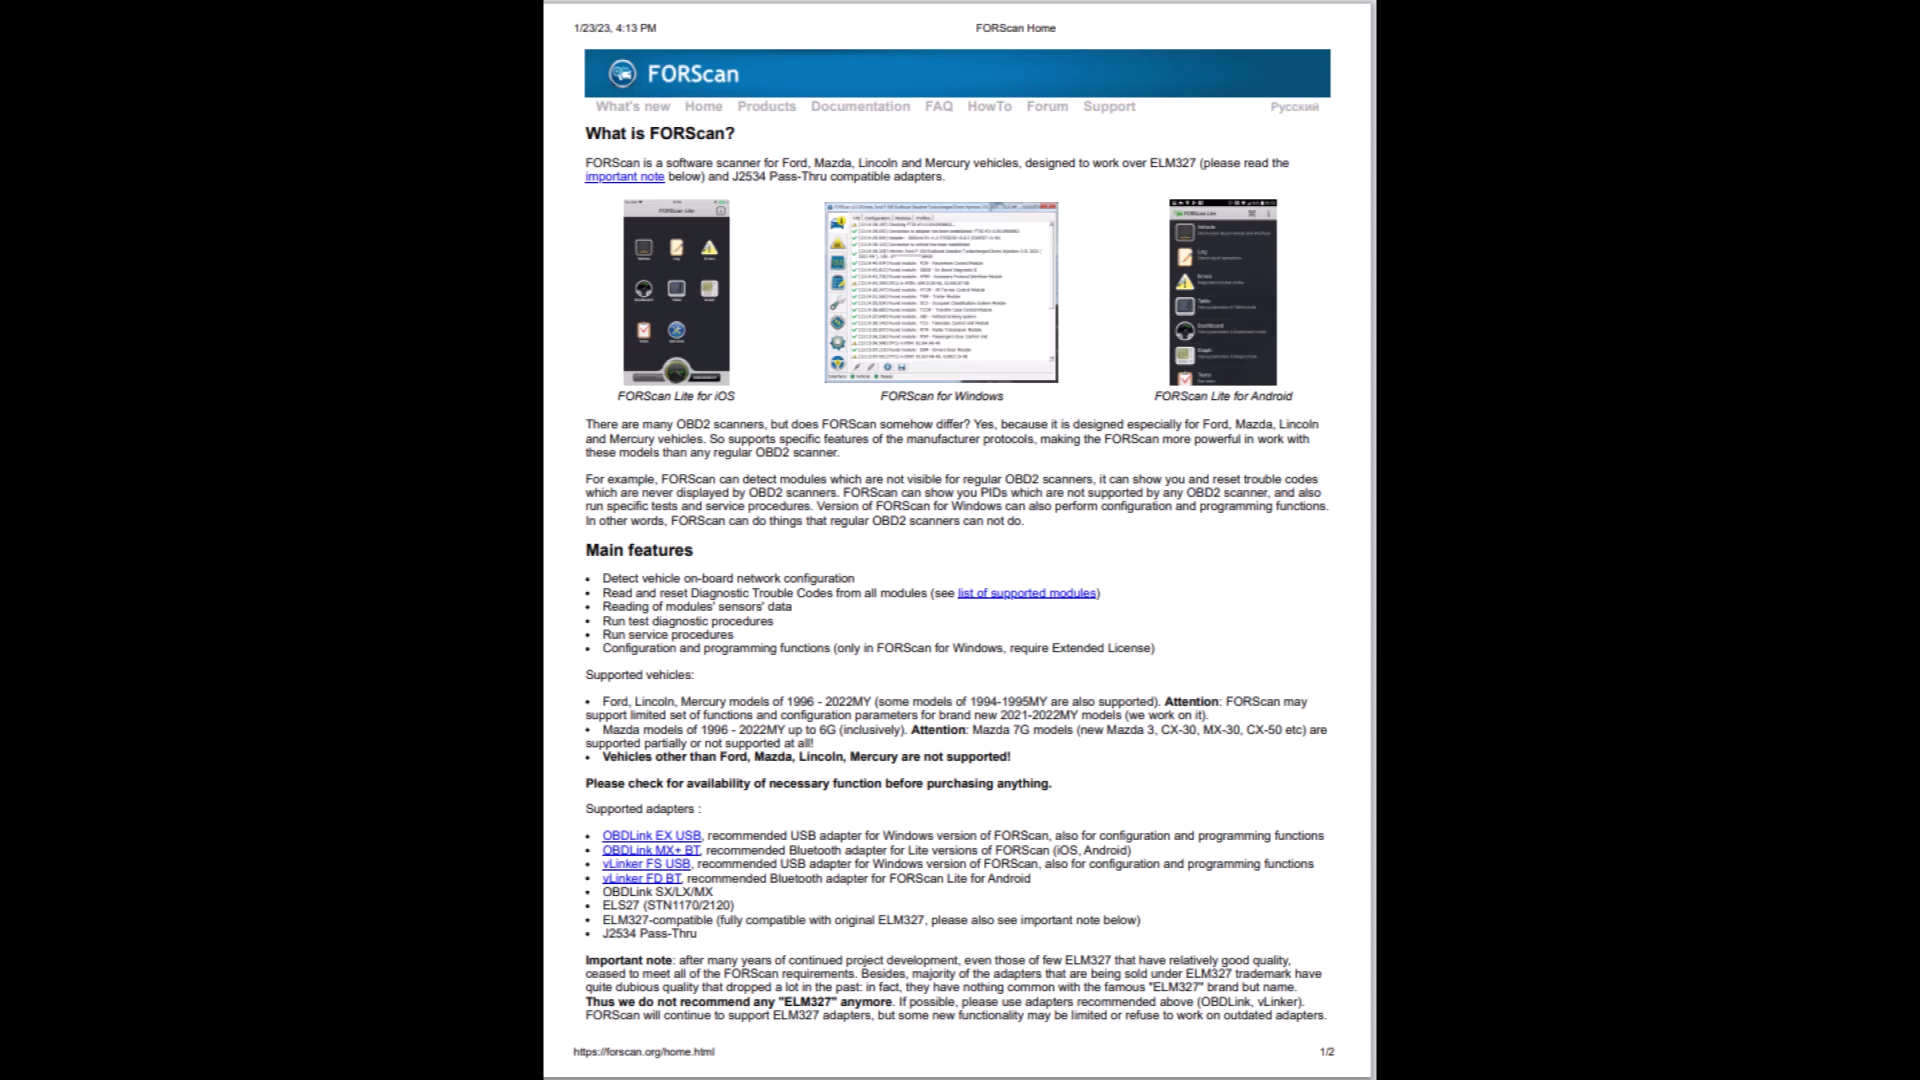 1/23/23, 4:13 PM
FORScan Home
FORScan
What's new Home Products Documentation FAQ HowTo Forum Support Русский
What is FORScan?
FORScan is a software scanner for Ford, Mazda, Lincoln and Mercury vehicles, designed to work over ELM327 (please read the
important note below) and J2534 Pass-Thru compatible adapters.
FORScan Lite
FORScan Lite
FORScan Lite for iOS
FORScan for Windows
FORScan Lite for Android
There are many OBD2 scanners, but does FORScan somehow differ? Yes, because it is designed especially for Ford, Mazda, Lincoln
and Mercury vehicles. So supports specific features of the manufacturer protocols, making the FORScan more powerful in work with
these models than any regular OBD2 scanner.
For example, FORScan can detect modules which are not visible for regular OBD2 scanners, it can show you and reset trouble codes
which are never displayed by OBD2 scanners. FORScan can show you PIDs which are not supported by any OBD2 scanner, and also
run specific tests and service procedures. Version of FORScan for Windows can also perform configuration and programming functions.
In other words, FORScan can do things that regular OBD2 scanners can not do.
Main features
• Detect vehicle on-board network configuration
• Read and reset Diagnostic Trouble Codes from all modules (see list of supported modules)
• Reading of modules' sensors' data
• Run test diagnostic procedures
• Run service procedures
• Configuration and programming functions (only in FORScan for Windows, require Extended License)
Supported vehicles:
• Ford, Lincoln, Mercury models of 1996 - 2022MY (some models of 1994-1995MY are also supported). Attention: FORScan may
support limited set of functions and configuration parameters for brand new 2021-2022MY models (we work on it).
• Mazda models of 1996 - 2022MY up to 6G (inclusively). Attention: Mazda 7G models (new Mazda 3, CX-30, MX-30, CX-50 etc) are
supported partially or not supported at all!
• Vehicles other than Ford, Mazda, Lincoln, Mercury are not supported!
Please check for availability of necessary function before purchasing anything.
Supported adapters :
• OBDLink EX USB, recommended USB adapter for Windows version of FORScan, also for configuration and programming functions
• OBDLink MX+ BT, recommended Bluetooth adapter for Lite versions of FORScan (iOS, Android)
• vLinker FS USB, recommended USB adapter for Windows version of FORScan, also for configuration and programming functions
• vLinker FD BT, recommended Bluetooth adapter for FORScan Lite for Android
• OBDLink SX/LX/MX
• ELS27 (STN1170/2120)
• ELM327-compatible (fully compatible with original ELM327, please also see important note below)
• J2534 Pass-Thru
Important note: after many years of continued project development, even those of few ELM327 that have relatively good quality,
ceased to meet all of the FORScan requirements. Besides, majority of the adapters that are being sold under ELM327 trademark have
quite dubious quality that dropped a lot in the past: in fact, they have nothing common with the famous "ELM327" brand but name.
Thus we do not recommend any "ELM327" anymore. If possible, please use adapters recommended above (OBDLink, vLinker).
FORScan will continue to support ELM327 adapters, but some new functionality may be limited or refuse to work on outdated adapters.
https://forscan.org/home.html
1/2